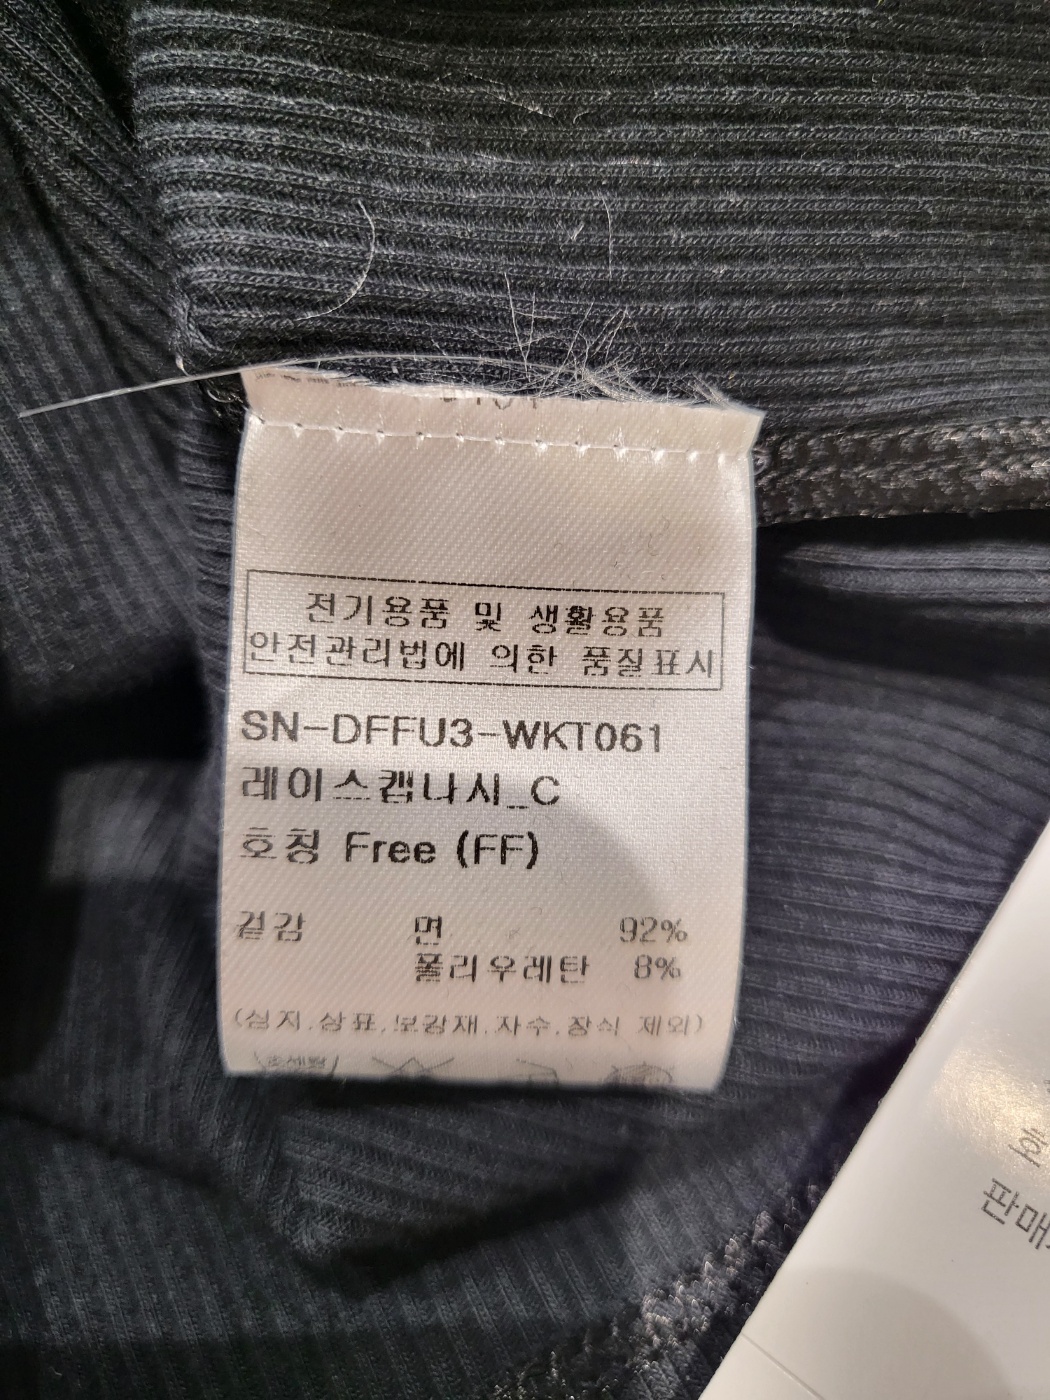 전기용품 및 생활용품
안전관리법에 의한 품질표시
SN-DFFU3-WKT061
레이스캡나시_C
호칭 Free (FF)
겉감 면 92%
폴리우레탄 8%
(심지,상표,보강재,자수,장식 제외)
판매